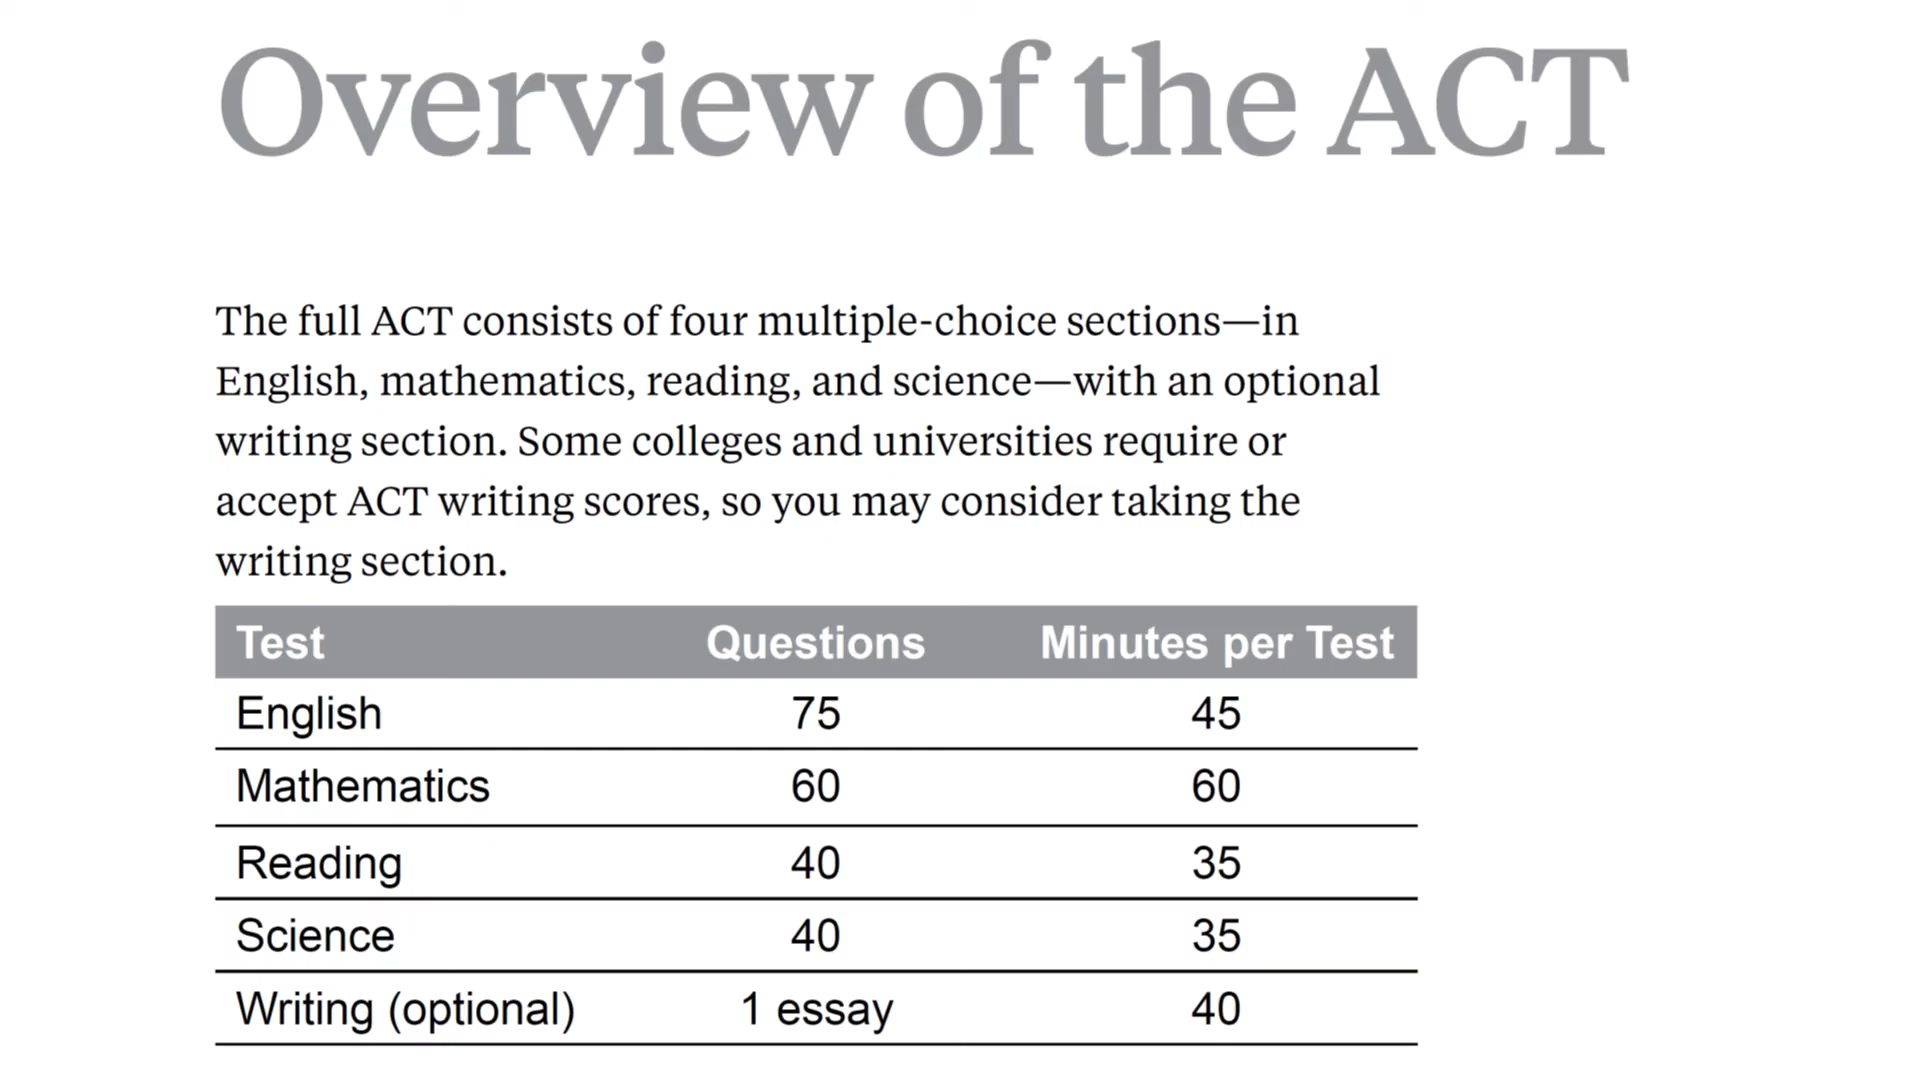 Overview of the ACT
The full ACT consists of four multiple-choice sections—in
English, mathematics, reading, and science—with an optional
writing section. Some colleges and universities require or
accept ACT writing scores, so you may consider taking the
writing section.
Test Questions Minutes per Test
English 75 45
Mathematics 60 60
Reading 40 35
Science 40 35
Writing (optional) 1 essay 40